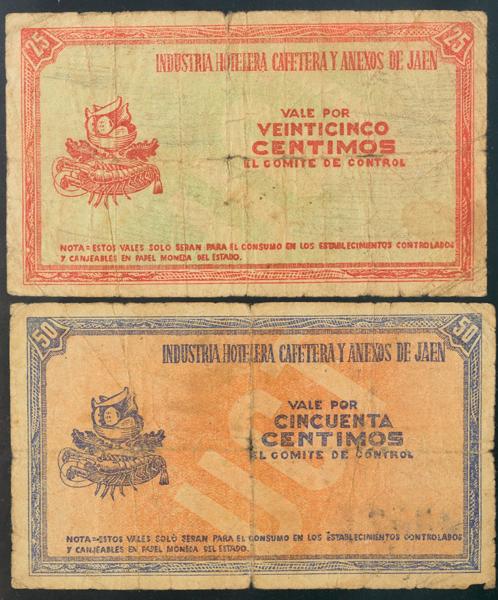 25 25
INDUSTRIA HOTELERA CAFETERA Y ANEXOS DE JAEN
VALE POR
VEINTICINCO
CENTIMOS
EL COMITE DE CONTROL
NOTA=ESTOS VALES SOLO SERAN PARA EL CONSUMO EN LOS ESTABLECIMIENTOS CONTROLADOS
Y CANJEABLES EN PAPEL MONEDA DEL ESTADO.
50 50
INDUSTRIA HOTELERA CAFETERA Y ANEXOS DE JAEN
VALE POR
CINCUENTA
CENTIMOS
EL COMITE DE CONTROL
UGT
NOTA=ESTOS VALES SOLO SERAN PARA EL CONSUMO EN LOS ESTABLECIMIENTOS CONTROLADOS
Y CANJEABLES EN PAPEL MONEDA DEL ESTADO.